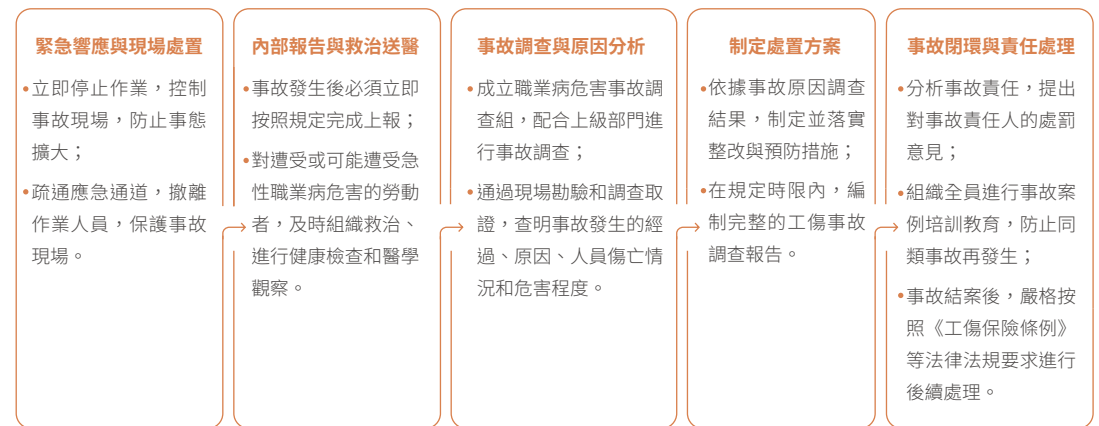 緊急響應與現場處置
•立即停止作業，控制
事故現場，防止事態
擴大；
•疏通應急通道，撤離
作業人員，保護事故
現場。
內部報告與救治送醫
•事故發生後必須立即
按照規定完成上報；
•對遭受或可能遭受急
性職業病危害的勞動
者，及時組織救治、
進行健康檢查和醫學
觀察。
事故調查與原因分析
•成立職業病危害事故調
查組，配合上級部門進
行事故調查；
•通過現場勘驗和調查取
證，查明事故發生的經
過、原因、人員傷亡情
況和危害程度。
制定處置方案
•依據事故原因調查
結果，制定並落實
整改與預防措施；
•在規定時限內，編
制完整的工傷事故
調查報告。
事故閉環與責任處理
•分析事故責任，提出
對事故責任人的處罰
意見；
•組織全員進行事故案
例培訓教育，防止同
類事故再發生；
•事故結案後，嚴格按
照《工傷保險條例》
等法律法規要求進行
後續處理。